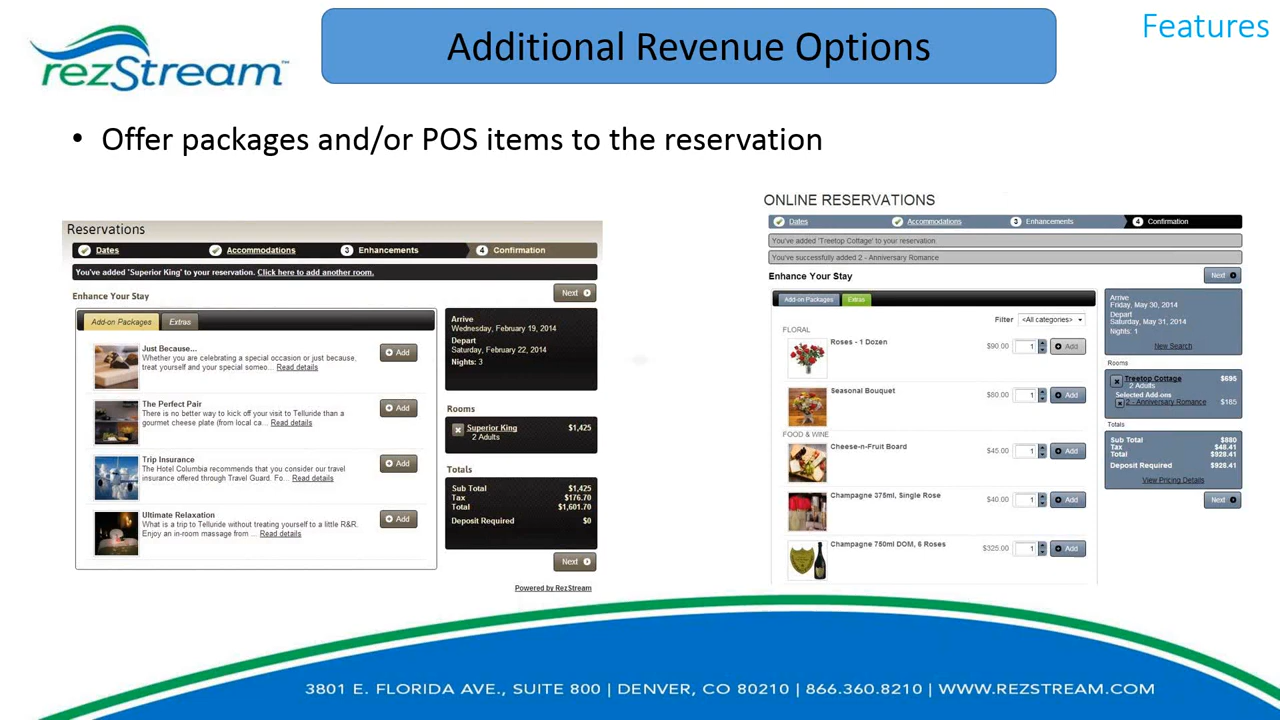 rezStream™
Additional Revenue Options
Features
• Offer packages and/or POS items to the reservation
Reservations
Dates
Accommodations
3 Enhancements
4 Confirmation
You've added 'Superior King' to your reservation. Click here to add another room.
Enhance Your Stay
Next
Add-on Packages
Extras
Just Because...
Whether you are celebrating a special occasion or just because,
treat yourself and your special someo... Read details
Add
The Perfect Pair
There is no better way to kick off your visit to Telluride than a
gourmet cheese plate (from local ca... Read details
Add
Trip Insurance
The Hotel Columbia recommends that you consider our travel
insurance offered through Travel Guard. Fo... Read details
Add
Ultimate Relaxation
What is a trip to Telluride without treating yourself to a little R&R.
Enjoy an in-room massage from ... Read details
Add
Arrive
Wednesday, February 19, 2014
Depart
Saturday, February 22, 2014
Nights: 3
Rooms
Superior King $1,425
2 Adults
Totals
Sub Total $1,425
Tax $176.70
Total $1,601.70
Deposit Required $0
Next
Powered by RezStream
ONLINE RESERVATIONS
Dates
Accommodations
3 Enhancements
4 Confirmation
You've added 'Treetop Cottage' to your reservation.
You've successfully added 2 - Anniversary Romance
Enhance Your Stay
Next
Add-on Packages
Extras
Filter <All categories>
FLORAL
Roses - 1 Dozen $90.00 1 Add
Seasonal Bouquet $80.00 1 Add
FOOD & WINE
Cheese-n-Fruit Board $45.00 1 Add
Champagne 375ml, Single Rose $40.00 1 Add
Champagne 750ml DOM, 6 Roses $325.00 1 Add
Arrive
Friday, May 30, 2014
Depart
Saturday, May 31, 2014
Nights: 1
New Search
Rooms
Treetop Cottage $695
2 Adults
Selected Add-ons
2 - Anniversary Romance $185
Totals
Sub Total $880
Tax $48.41
Total $928.41
Deposit Required $928.41
View Pricing Details
Next
3801 E. FLORIDA AVE., SUITE 800 | DENVER, CO 80210 | 866.360.8210 | WWW.REZSTREAM.COM